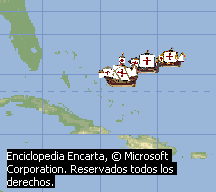 Enciclopedia Encarta, © Microsoft
Corporation. Reservados todos los
derechos.